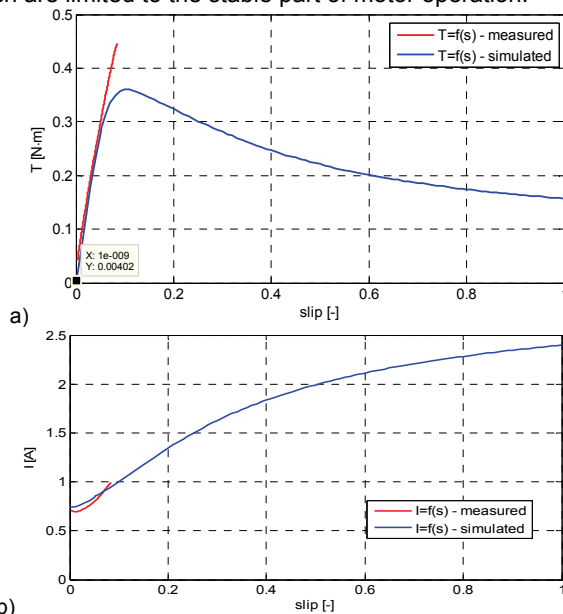 ch are limited to the stable part of motor operation.
0.5
0.4
0.3
0.2
0.1
0
T [N·m]
T=f(s) - measured
T=f(s) - simulated
X: 1e-009
Y: 0.00402
0 0.2 0.4 0.6 0.8 1
slip [-]
a)
2.5
2
1.5
1
0.5
0
I [A]
I=f(s) - measured
I=f(s) - simulated
0 0.2 0.4 0.6 0.8 1
slip [-]
b)